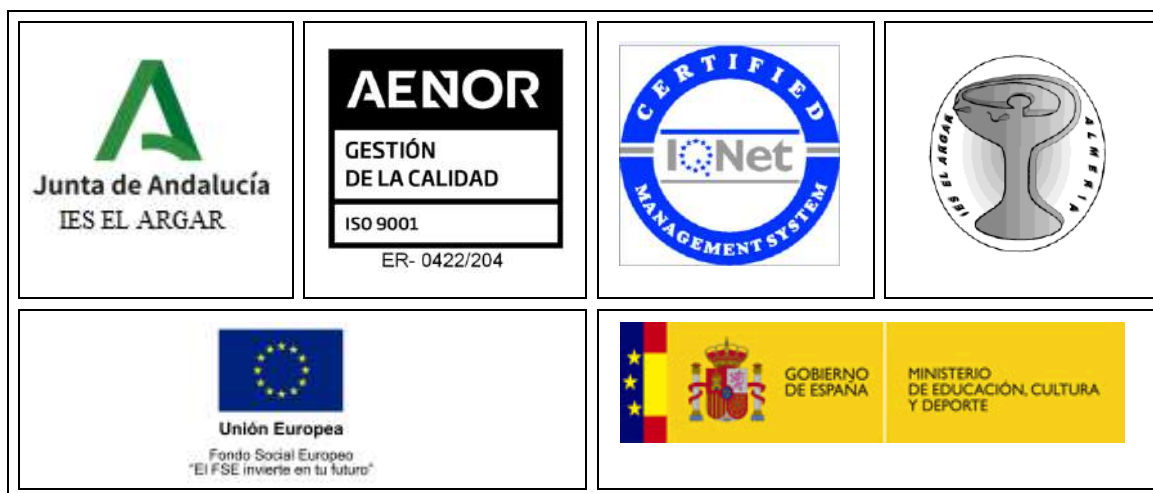 Junta de Andalucía
IES EL ARGAR
AENOR
GESTIÓN
DE LA CALIDAD
ISO 9001
ER- 0422/204
CERTIFIED
IQNet
MANAGEMENT SYSTEM
IES EL ARGAR
ALMERIA
Unión Europea
Fondo Social Europeo
"El FSE invierte en tu futuro"
GOBIERNO
DE ESPAÑA
MINISTERIO
DE EDUCACIÓN, CULTURA
Y DEPORTE